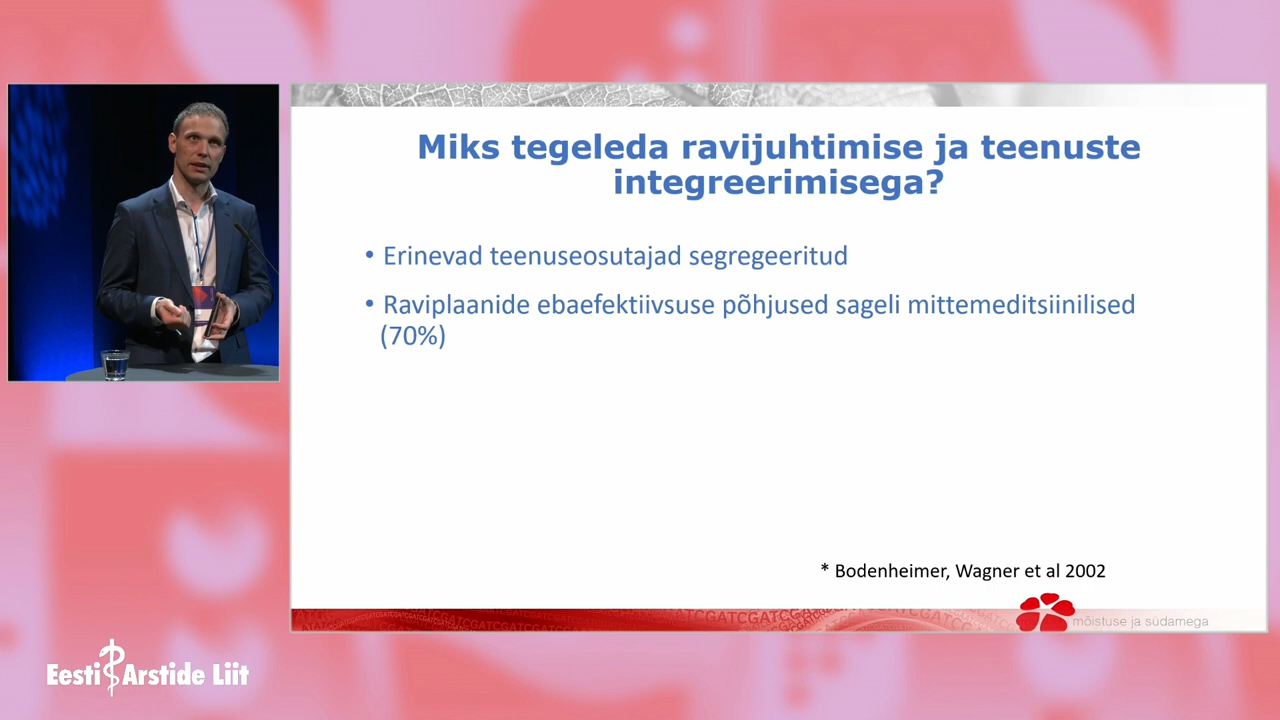 Miks tegeleda ravijuhtimise ja teenuste
integreerimisega?
• Erinevad teenuseosutajad segregeeritud
• Raviplaanide ebaefektiivsuse põhjused sageli mittemeditsiinilised
(70%)
* Bodenheimer, Wagner et al 2002
mõistuse ja südamega
Eesti Arstide Liit